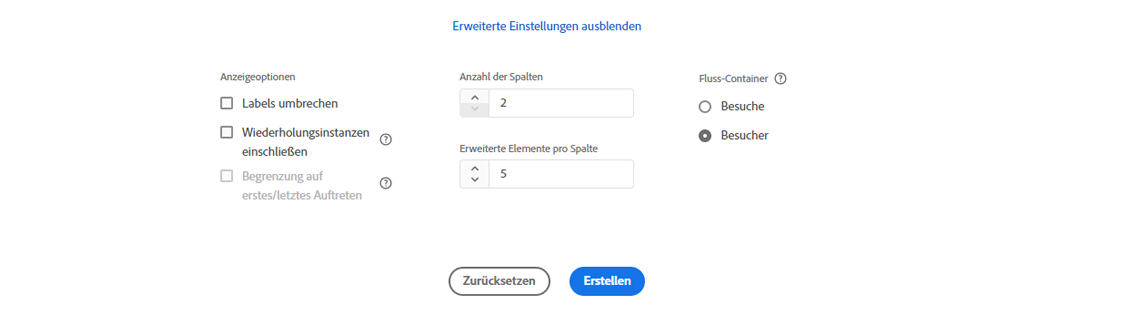 Erweiterte Einstellungen ausblenden
Anzeigeoptionen
Labels umbrechen
Wiederholungsinstanzen
einschließen
Begrenzung auf
erstes/letztes Auftreten
Anzahl der Spalten
2
Erweiterte Elemente pro Spalte
5
Fluss-Container
Besuche
Besucher
Zurücksetzen
Erstellen